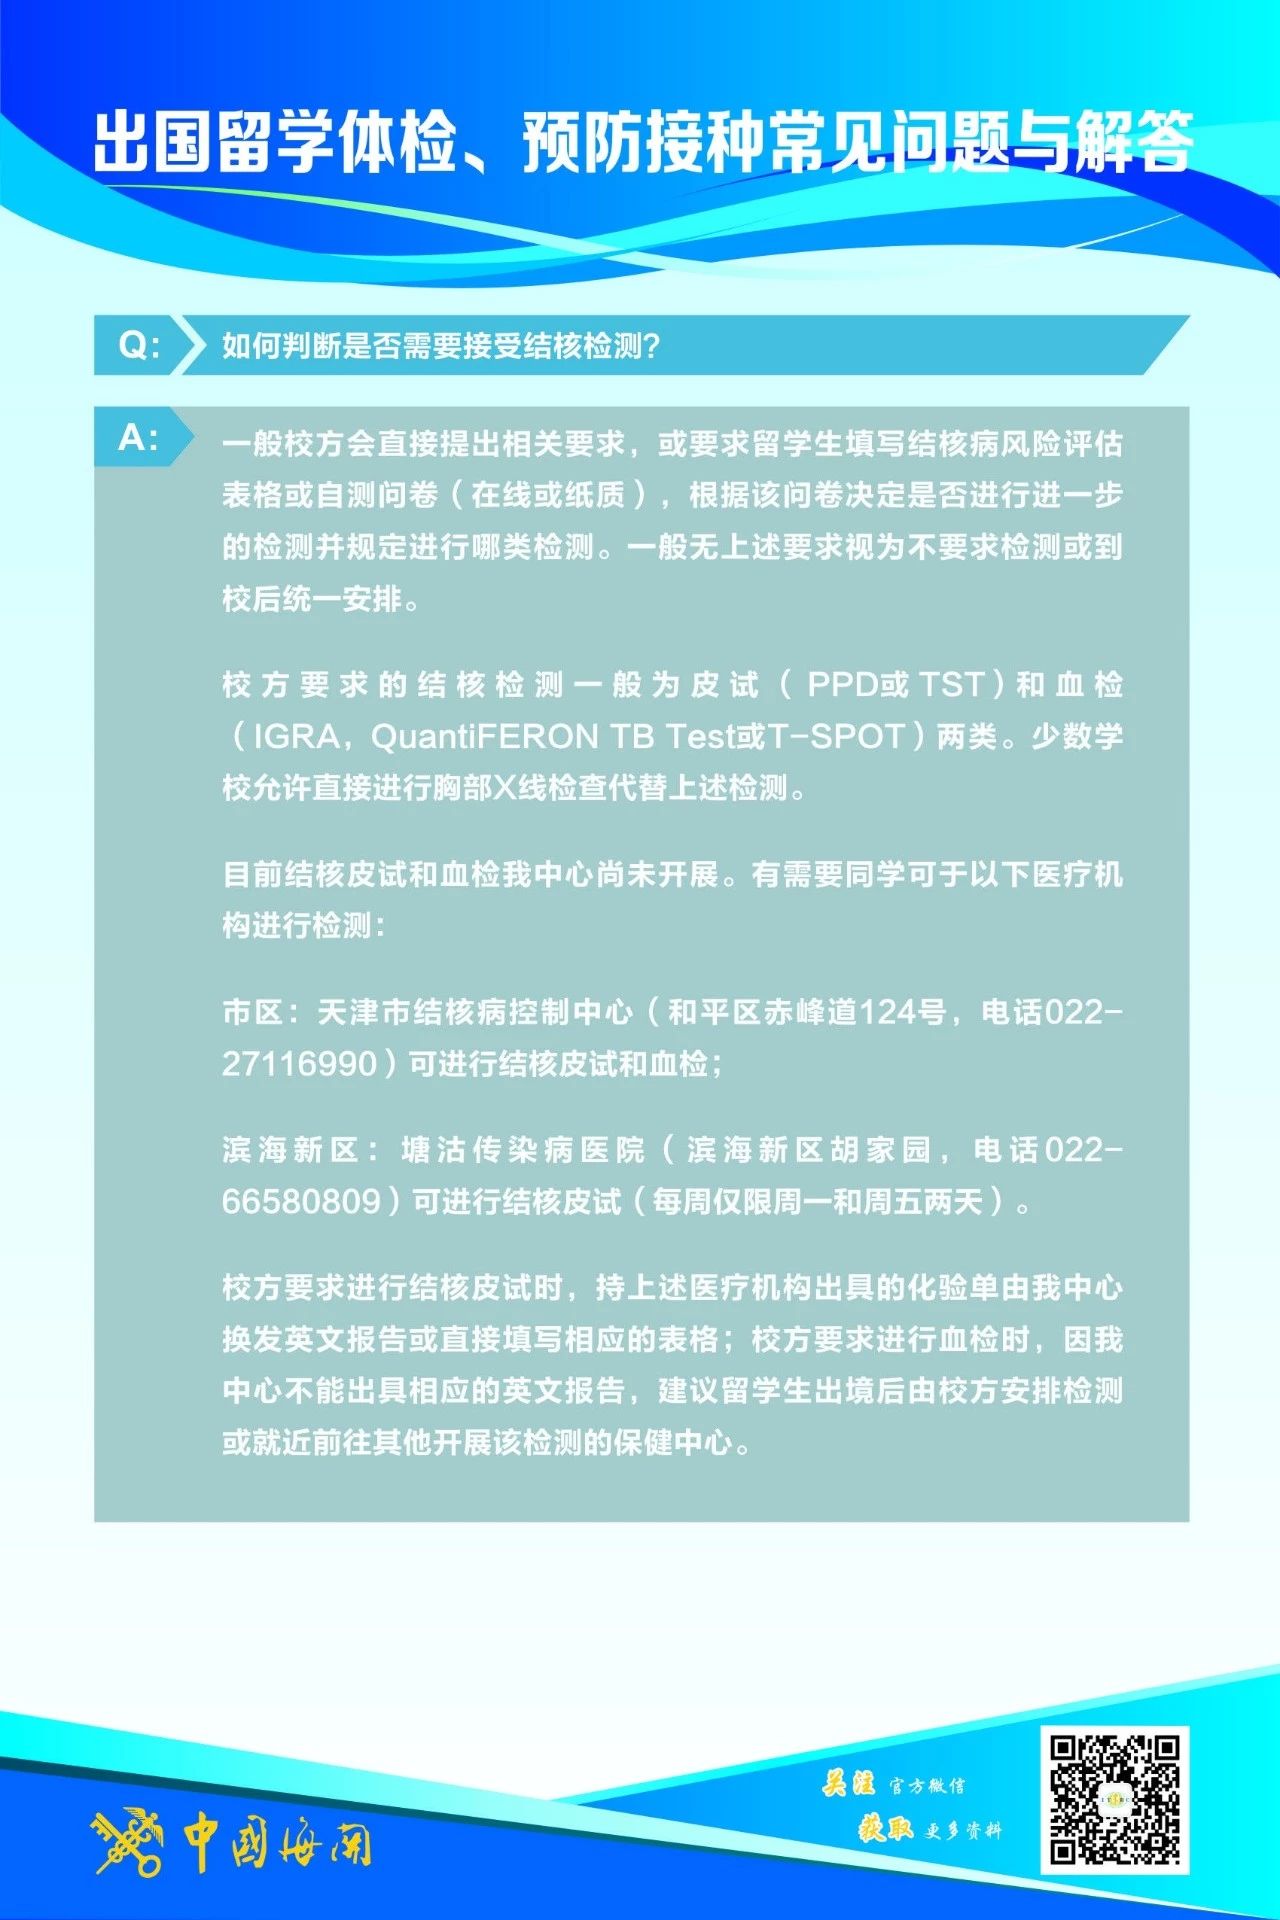 出国留学体检、预防接种常见问题与解答
Q:
如何判断是否需要接受结核检测？
A:
一般校方会直接提出相关要求，或要求留学生填写结核病风险评估
表格或自测问卷（在线或纸质），根据该问卷决定是否进行进一步
的检测并规定进行哪类检测。一般无上述要求视为不要求检测或到
校后统一安排。
校方要求的结核检测一般为皮试（PPD或TST）和血检
（IGRA，QuantiFERON TB Test或T-SPOT）两类。少数学
校允许直接进行胸部X线检查代替上述检测。
目前结核皮试和血检我中心尚未开展。有需要同学可于以下医疗机
构进行检测：
市区：天津市结核病控制中心（和平区赤峰道124号，电话022-
27116990）可进行结核皮试和血检；
滨海新区：塘沽传染病医院（滨海新区胡家园，电话022-
66580809）可进行结核皮试（每周仅限周一和周五两天）。
校方要求进行结核皮试时，持上述医疗机构出具的化验单由我中心
换发英文报告或直接填写相应的表格；校方要求进行血检时，因我
中心不能出具相应的英文报告，建议留学生出境后由校方安排检测
或就近前往其他开展该检测的保健中心。
关注 官方微信
获取 更多资料
中國海関